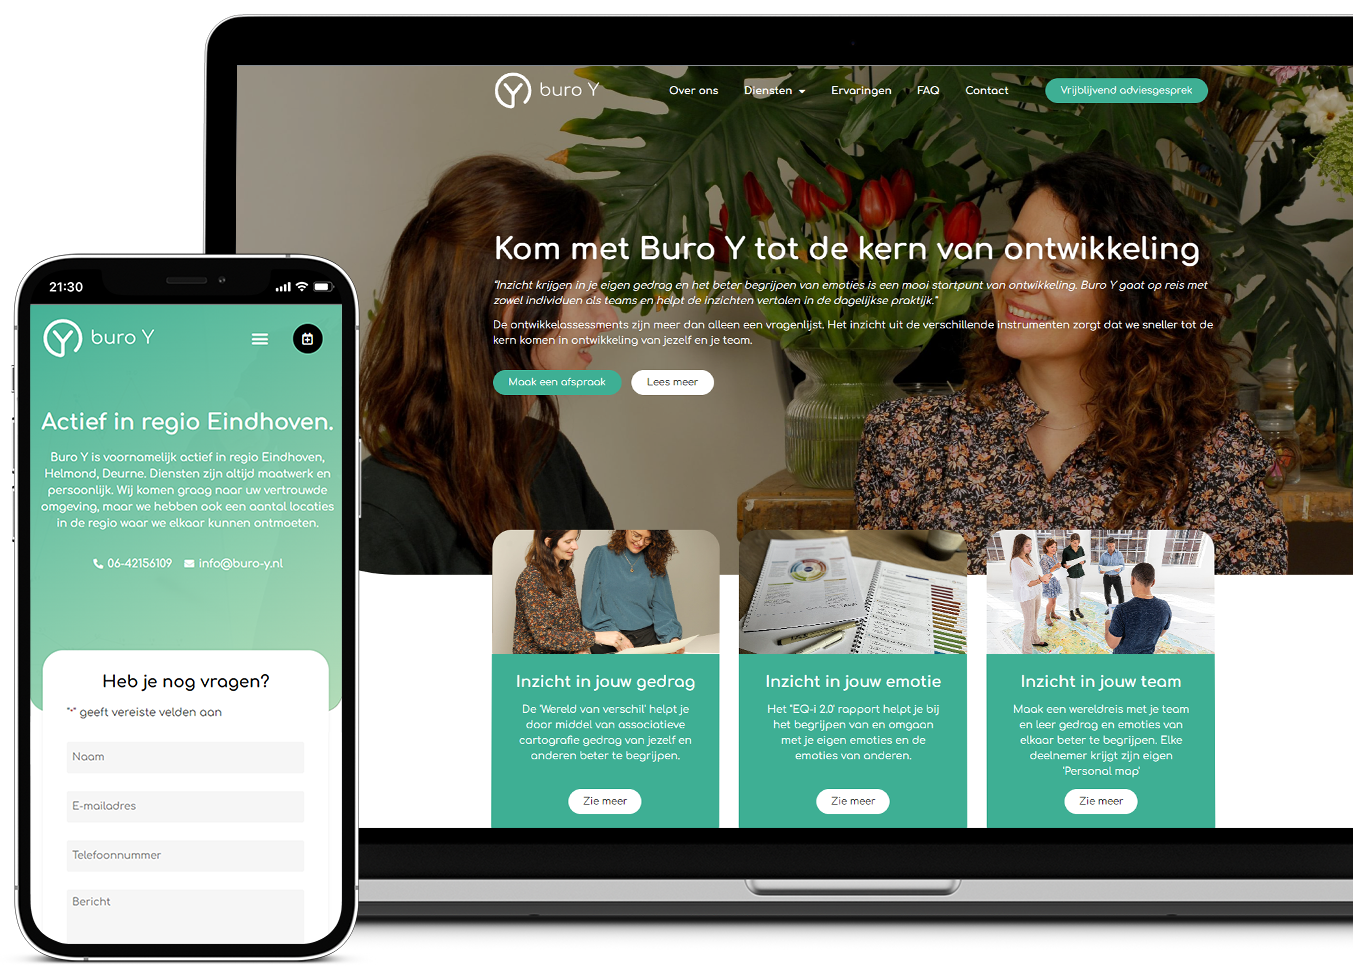 buro Y
Over ons
Diensten
Ervaringen
FAQ
Contact
Vrijblijvend adviesgesprek
Kom met Buro Y tot de kern van ontwikkeling
"Inzicht krijgen in je eigen gedrag en het beter begrijpen van emoties is een mooi startpunt van ontwikkeling. Buro Y gaat op reis met
zowel individuen als teams en helpt de inzichten vertalen in de dagelijkse praktijk."
De ontwikkelassessments zijn meer dan alleen een vragenlijst. Het inzicht uit de verschillende instrumenten zorgt dat we sneller tot de
kern komen in ontwikkeling van jezelf en je team.
Maak een afspraak
Lees meer
Inzicht in jouw gedrag
De 'Wereld van verschil' helpt je
door middel van associatieve
cartografie gedrag van jezelf en
anderen beter te begrijpen.
Zie meer
Inzicht in jouw emotie
Het "EQ-i 2.0' rapport helpt je bij
het begrijpen van en omgaan
met je eigen emoties en de
emoties van anderen.
Zie meer
Inzicht in jouw team
Maak een wereldreis met je team
en leer gedrag en emoties van
elkaar beter te begrijpen. Elke
deelnemer krijgt zijn eigen
'Personal map'
Zie meer
21:30
buro Y
Actief in regio Eindhoven.
Buro Y is voornamelijk actief in regio Eindhoven,
Helmond, Deurne. Diensten zijn altijd maatwerk en
persoonlijk. Wij komen graag naar uw vertrouwde
omgeving, maar we hebben ook een aantal locaties
in de regio waar we elkaar kunnen ontmoeten.
06-42156109 info@buro-y.nl
Heb je nog vragen?
"*" geeft vereiste velden aan
Naam
E-mailadres
Telefoonnummer
Bericht